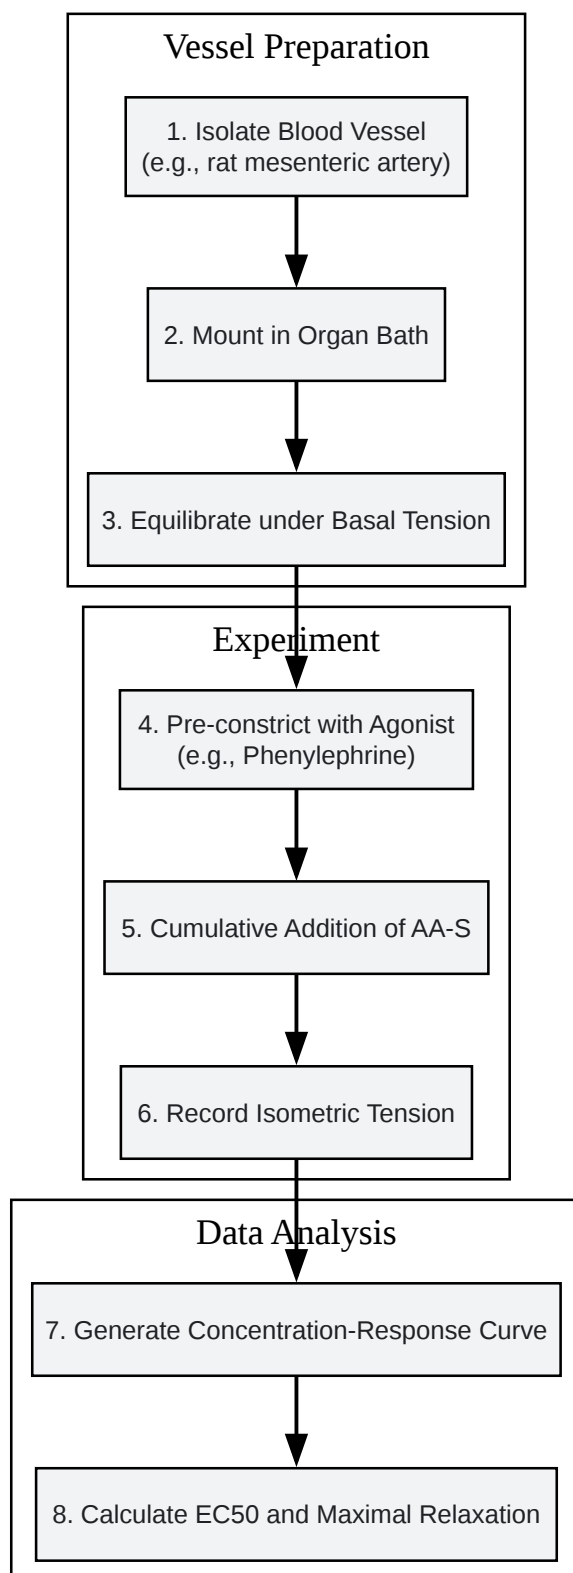 Vessel Preparation
1. Isolate Blood Vessel
(e.g., rat mesenteric artery)
2. Mount in Organ Bath
3. Equilibrate under Basal Tension
Experiment
4. Pre-constrict with Agonist
(e.g., Phenylephrine)
5. Cumulative Addition of AA-S
6. Record Isometric Tension
Data Analysis
7. Generate Concentration-Response Curve
8. Calculate EC50 and Maximal Relaxation